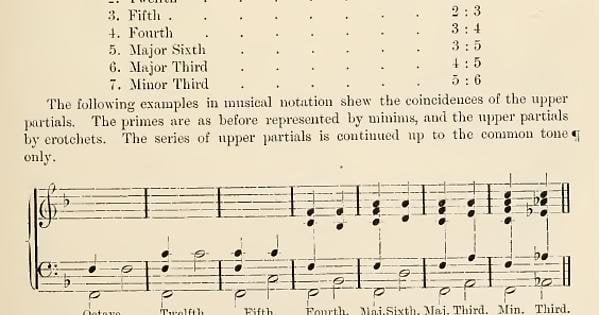 2. Twelfth . . . . . .
3. Fifth . . . . . . . 2 : 3
4. Fourth . . . . . . 3 : 4
5. Major Sixth . . . . . . 3 : 5
6. Major Third . . . . . . 4 : 5
7. Minor Third . . . . . . 5 : 6
The following examples in musical notation shew the coincidences of the upper
partials. The primes are as before represented by minims, and the upper partials
by crotchets. The series of upper partials is continued up to the common tone ¶
only.
Octave. Twelfth. Fifth. Fourth. Maj. Sixth. Maj. Third. Min. Third.